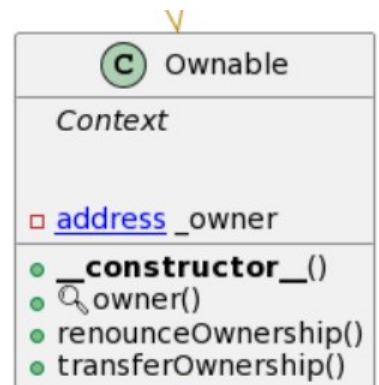 C Ownable
Context
address _owner
__constructor__()
owner()
renounceOwnership()
transferOwnership()